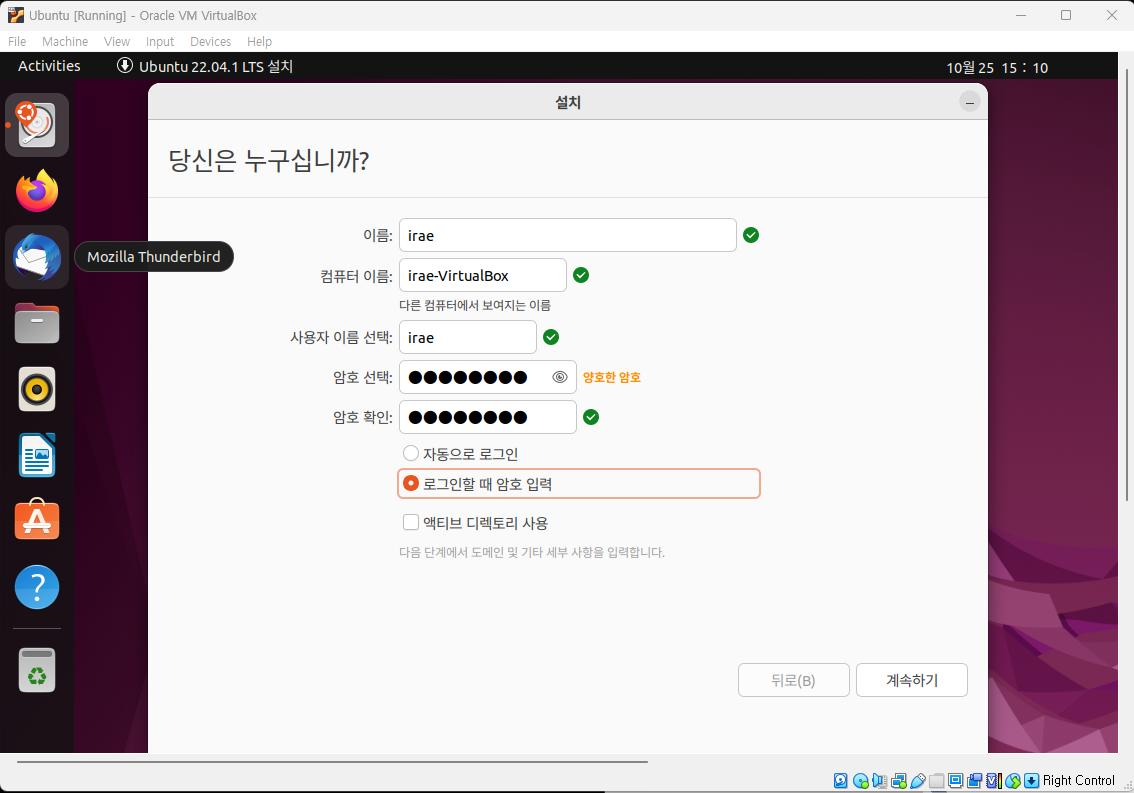 Ubuntu [Running] - Oracle VM VirtualBox
File Machine View Input Devices Help
Activities Ubuntu 22.04.1 LTS 설치 10월 25 15 : 10
설치
당신은 누구십니까?
이름: irae
Mozilla Thunderbird
컴퓨터 이름: irae-VirtualBox
다른 컴퓨터에서 보여지는 이름
사용자 이름 선택: irae
암호 선택: ●●●●●●●● 양호한 암호
암호 확인: ●●●●●●●●
자동으로 로그인
로그인할 때 암호 입력
액티브 디렉토리 사용
다음 단계에서 도메인 및 기타 세부 사항을 입력합니다.
뒤로(B) 계속하기
Right Control